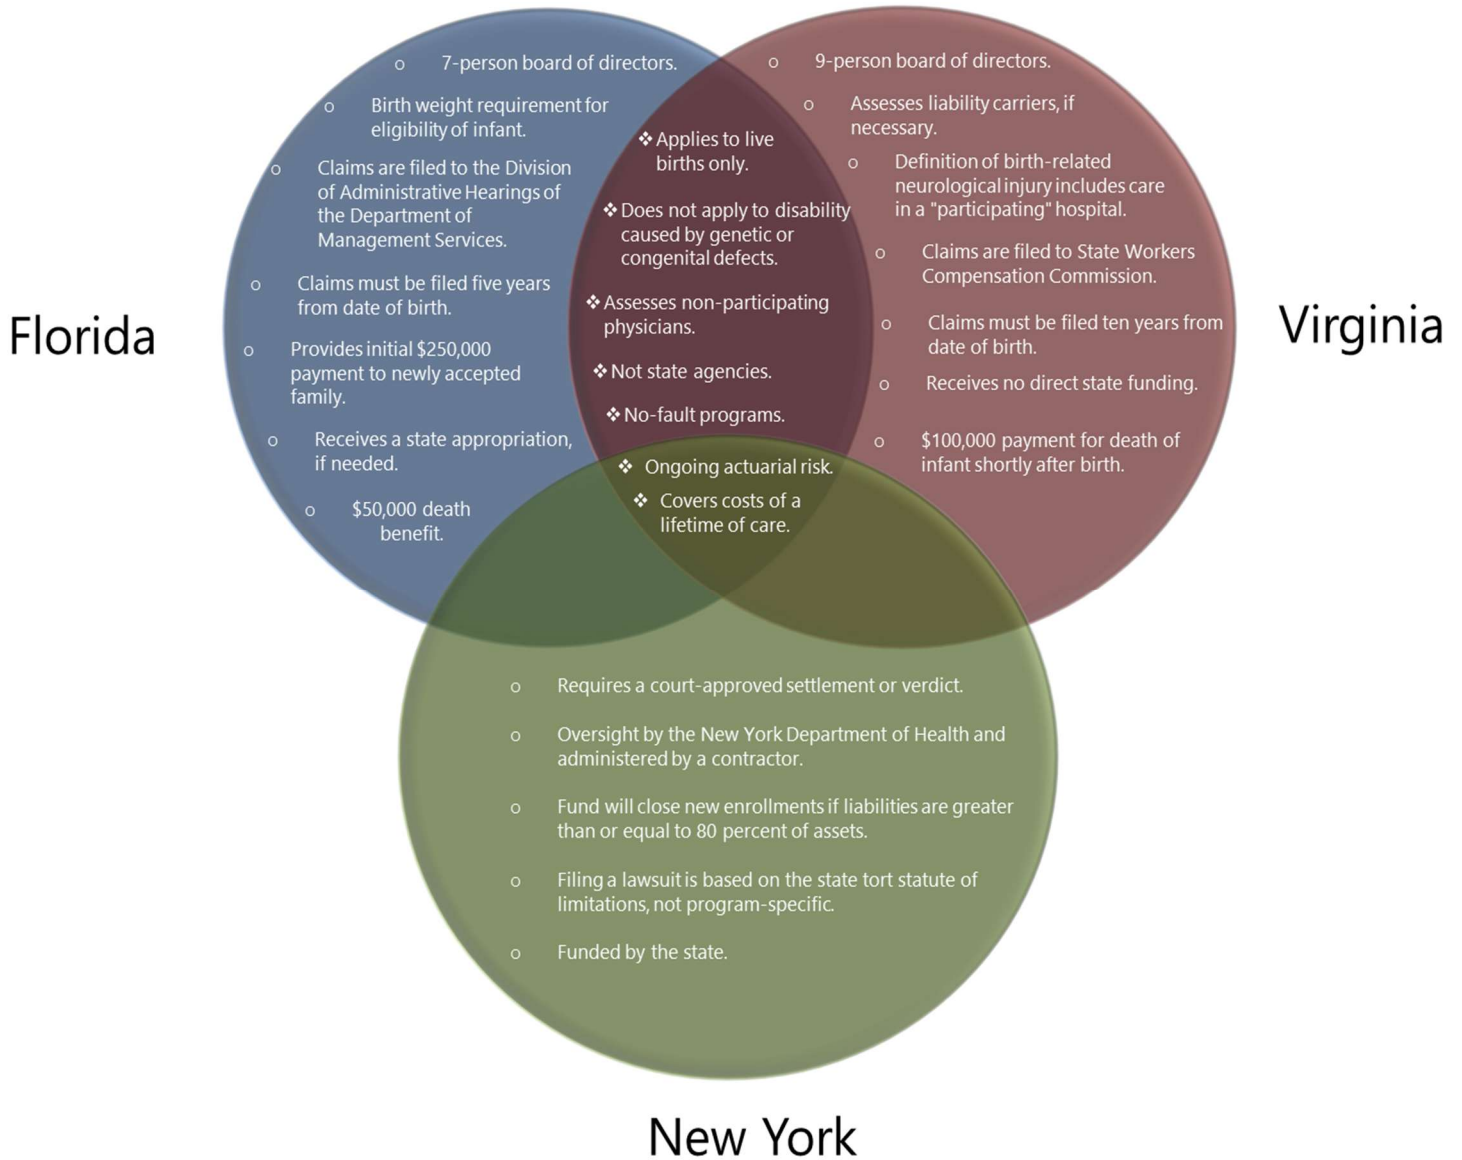 7-person board of directors.
Birth weight requirement for
eligibility of infant.
Claims are filed to the Division
of Administrative Hearings of
the Department of
Management Services.
Claims must be filed five years
from date of birth.
Provides initial $250,000
payment to newly accepted
family.
Receives a state appropriation,
if needed.
$50,000 death
benefit.
Florida
Applies to live
births only.
Does not apply to disability
caused by genetic or
congenital defects.
Assesses non-participating
physicians.
Not state agencies.
No-fault programs.
Ongoing actuarial risk.
Covers costs of a
lifetime of care.
9-person board of directors.
Assesses liability carriers, if
necessary.
Definition of birth-related
neurological injury includes care
in a "participating" hospital.
Claims are filed to State Workers
Compensation Commission.
Claims must be filed ten years from
date of birth.
Receives no direct state funding.
$100,000 payment for death of
infant shortly after birth.
Virginia
Requires a court-approved settlement or verdict.
Oversight by the New York Department of Health and
administered by a contractor.
Fund will close new enrollments if liabilities are greater
than or equal to 80 percent of assets.
Filing a lawsuit is based on the state tort statute of
limitations, not program-specific.
Funded by the state.
New York